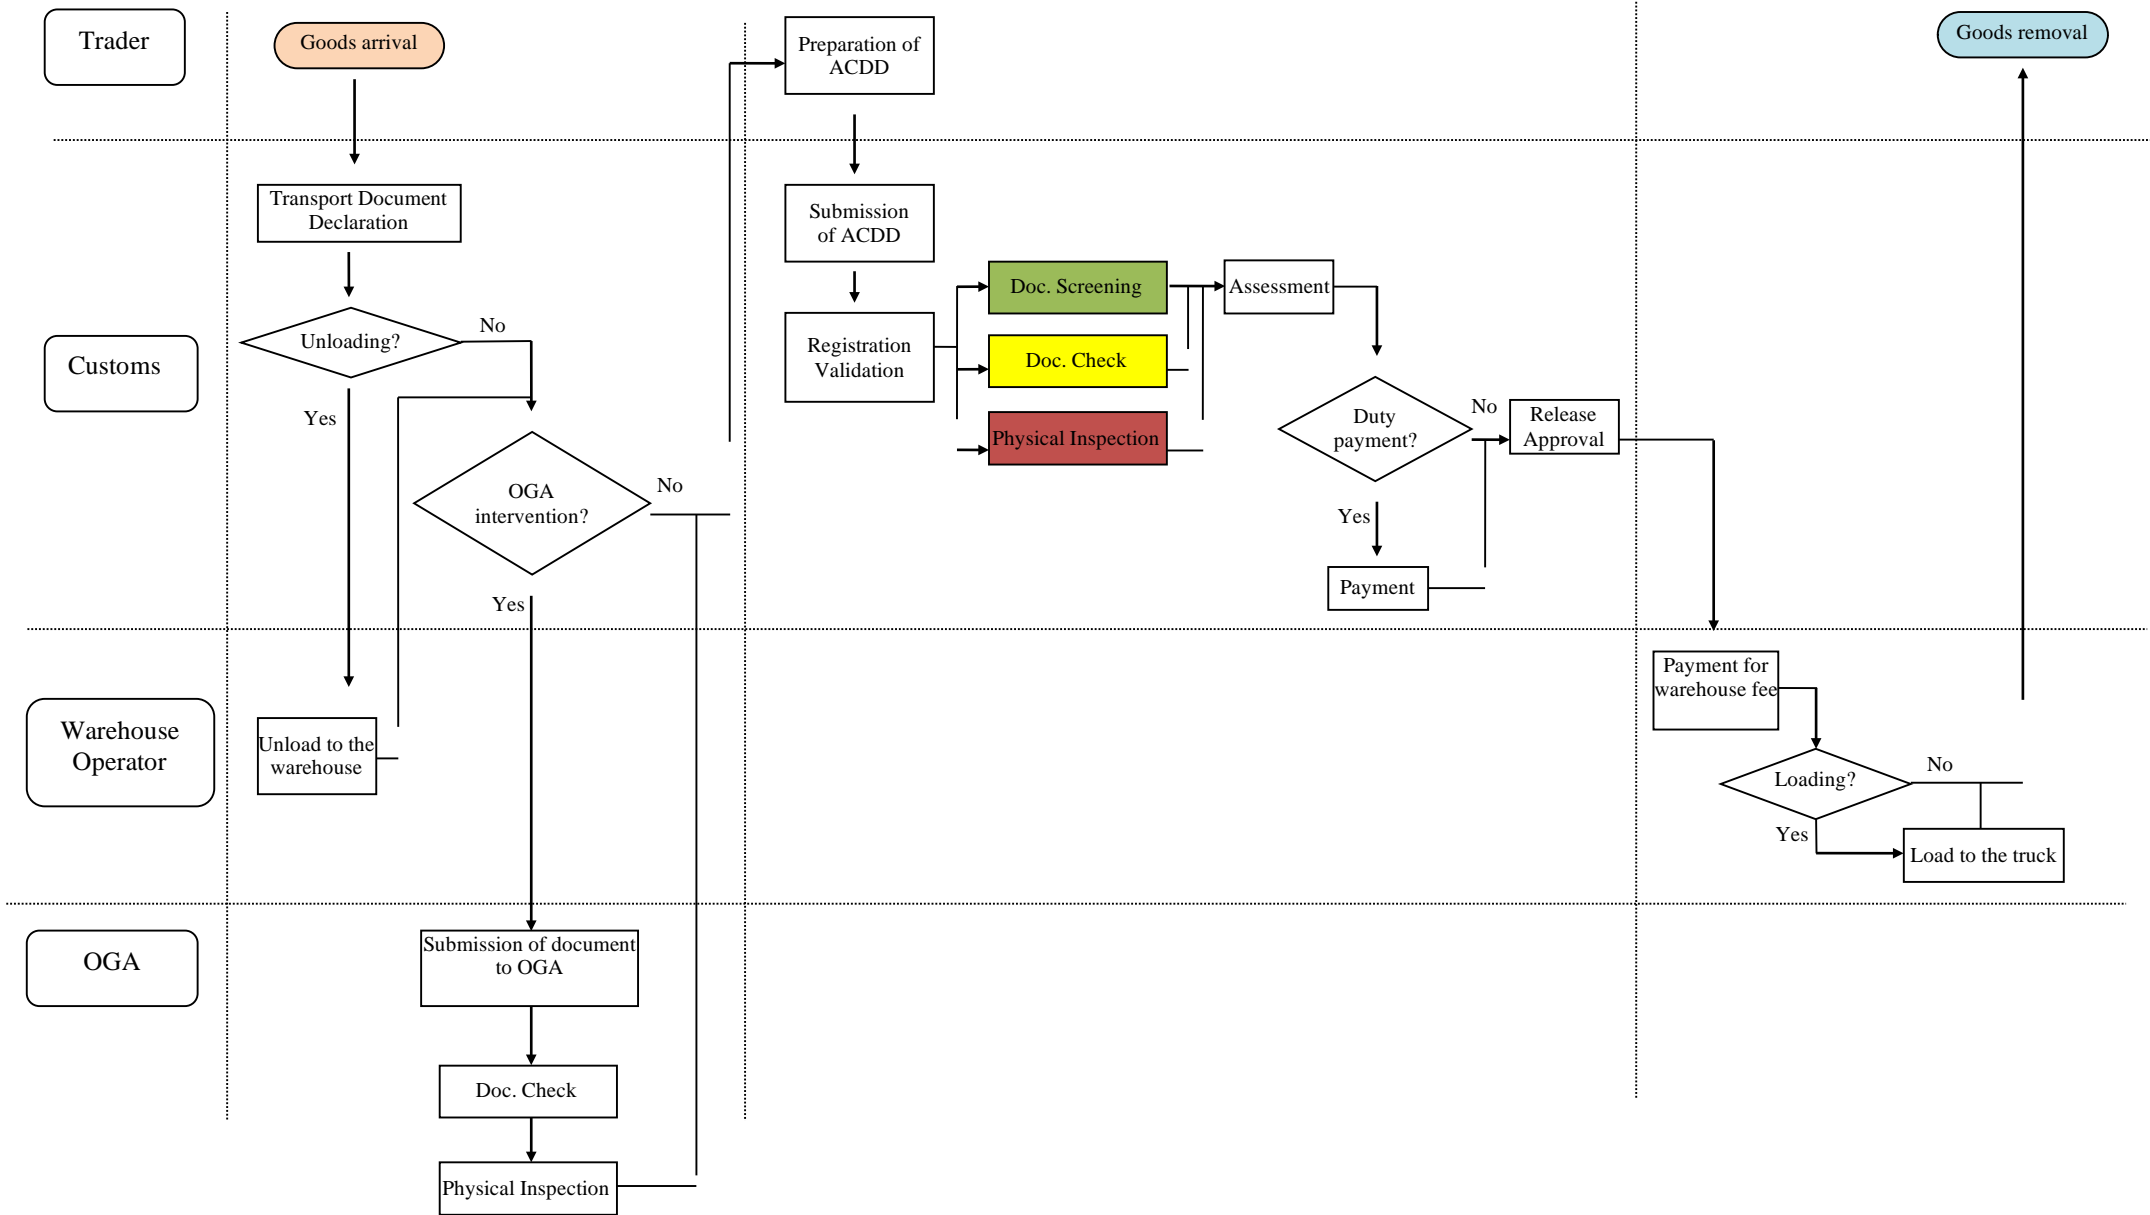 Trader
Goods arrival
Preparation of
ACDD
Goods removal
Transport Document
Declaration
Submission
of ACDD
Doc. Screening
Assessment
Unloading?
No
Customs
Registration
Validation
Doc. Check
Yes
Physical Inspection
Duty
payment?
No
Release
Approval
OGA
intervention?
No
Yes
Payment
Yes
Warehouse
Operator
Unload to the
warehouse
Payment for
warehouse fee
Loading?
No
Yes
Load to the truck
OGA
Submission of document
to OGA
Doc. Check
Physical Inspection